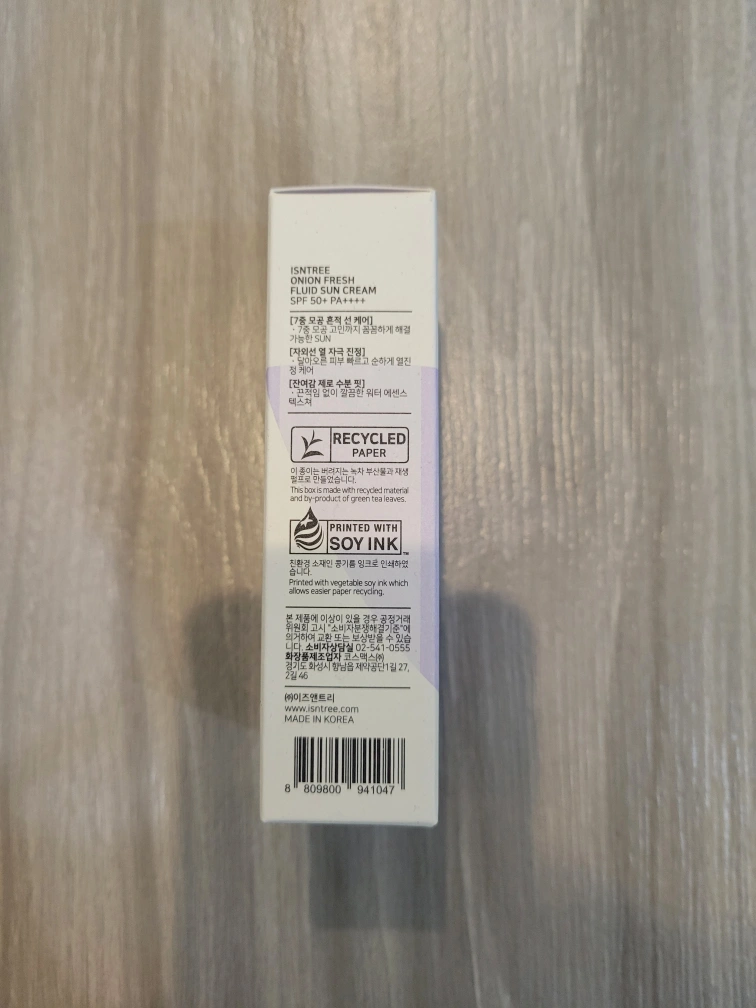 ISNTREE
ONION FRESH
FLUID SUN CREAM
SPF 50+ PA++++
[7중 모공 흔적 선 케어]
· 7중 모공 고민까지 꼼꼼하게 해결
가능한 SUN
[자외선 열 자극 진정]
· 달아오른 피부 빠르고 순하게 열진
정 케어
[잔여감 제로 수분 핏]
· 끈적임 없이 깔끔한 워터 에센스
텍스쳐
RECYCLED
PAPER
이 종이는 버려지는 녹차 부산물과 재생
펄프로 만들었습니다.
This box is made with recycled material
and by-product of green tea leaves.
PRINTED WITH
SOY INK™
친환경 소재인 콩기름 잉크로 인쇄하였
습니다.
Printed with vegetable soy ink which
allows easier paper recycling.
본 제품에 이상이 있을 경우 공정거래
위원회 고시 "소비자분쟁해결기준"에
의거하여 교환 또는 보상받을 수 있습
니다. 소비자상담실 02-541-0555
화장품제조업자 코스맥스㈜
경기도 화성시 향남읍 제약공단1길 27,
2길 46
㈜이즈앤트리
www.isntree.com
MADE IN KOREA
8 809800 941047